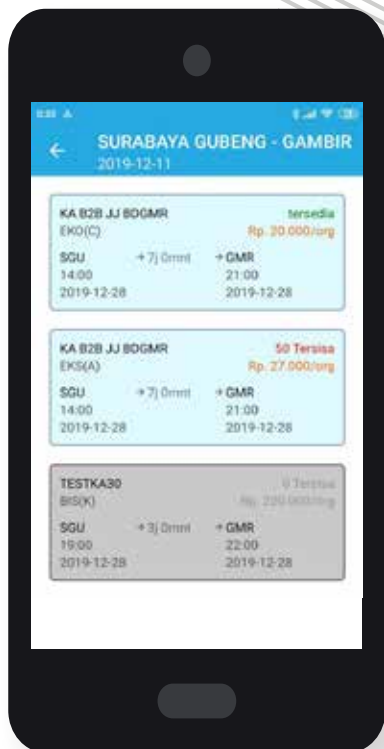 SURABAYA GUBENG - GAMBIR
2019-12-11
KA B2B JJ BDGMR tersedia
EKO(C) Rp. 20.000/org
SGU → 7j 0mnt → GMR
14:00 21:00
2019-12-28 2019-12-28
KA B2B JJ BDGMR 50 Tersisa
EKS(A) Rp. 27.000/org
SGU → 7j 0mnt → GMR
14:00 21:00
2019-12-28 2019-12-28
TESTKA30 0 Tersisa
BIS(K)
SGU → 3j 0mnt → GMR
19:00 22:00
2019-12-28 2019-12-28